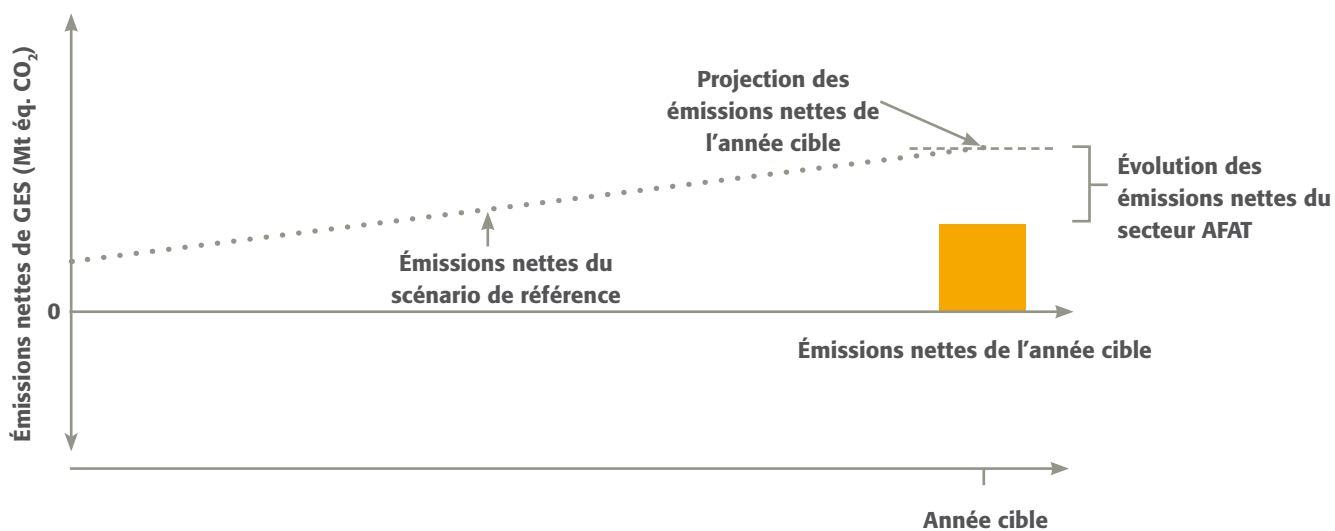 Émissions nettes de GES (Mt éq. CO₂)
Projection des
émissions nettes de
l'année cible
Évolution des
émissions nettes du
secteur AFAT
Émissions nettes du
scénario de référence
0
Émissions nettes de l'année cible
Année cible